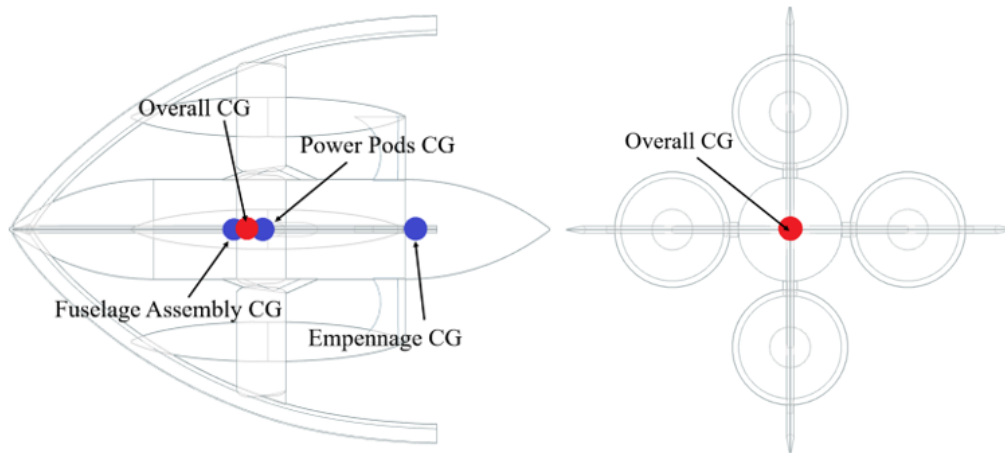 Overall CG
Power Pods CG
Fuselage Assembly CG
Empennage CG
Overall CG